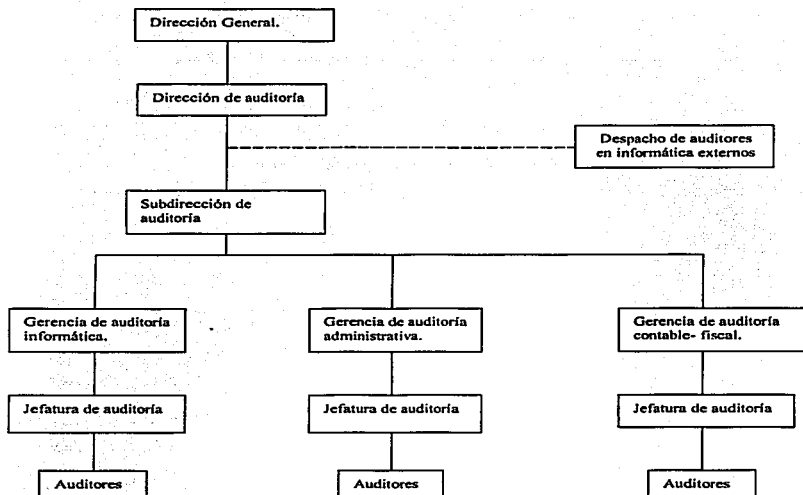 Dirección General.
Dirección de auditoría
Despacho de auditores
en informática externos
Subdirección de
auditoría
Gerencia de auditoría
informática.
Gerencia de auditoría
administrativa.
Gerencia de auditoría
contable- fiscal.
Jefatura de auditoría
Jefatura de auditoría
Jefatura de auditoría
Auditores
Auditores
Auditores